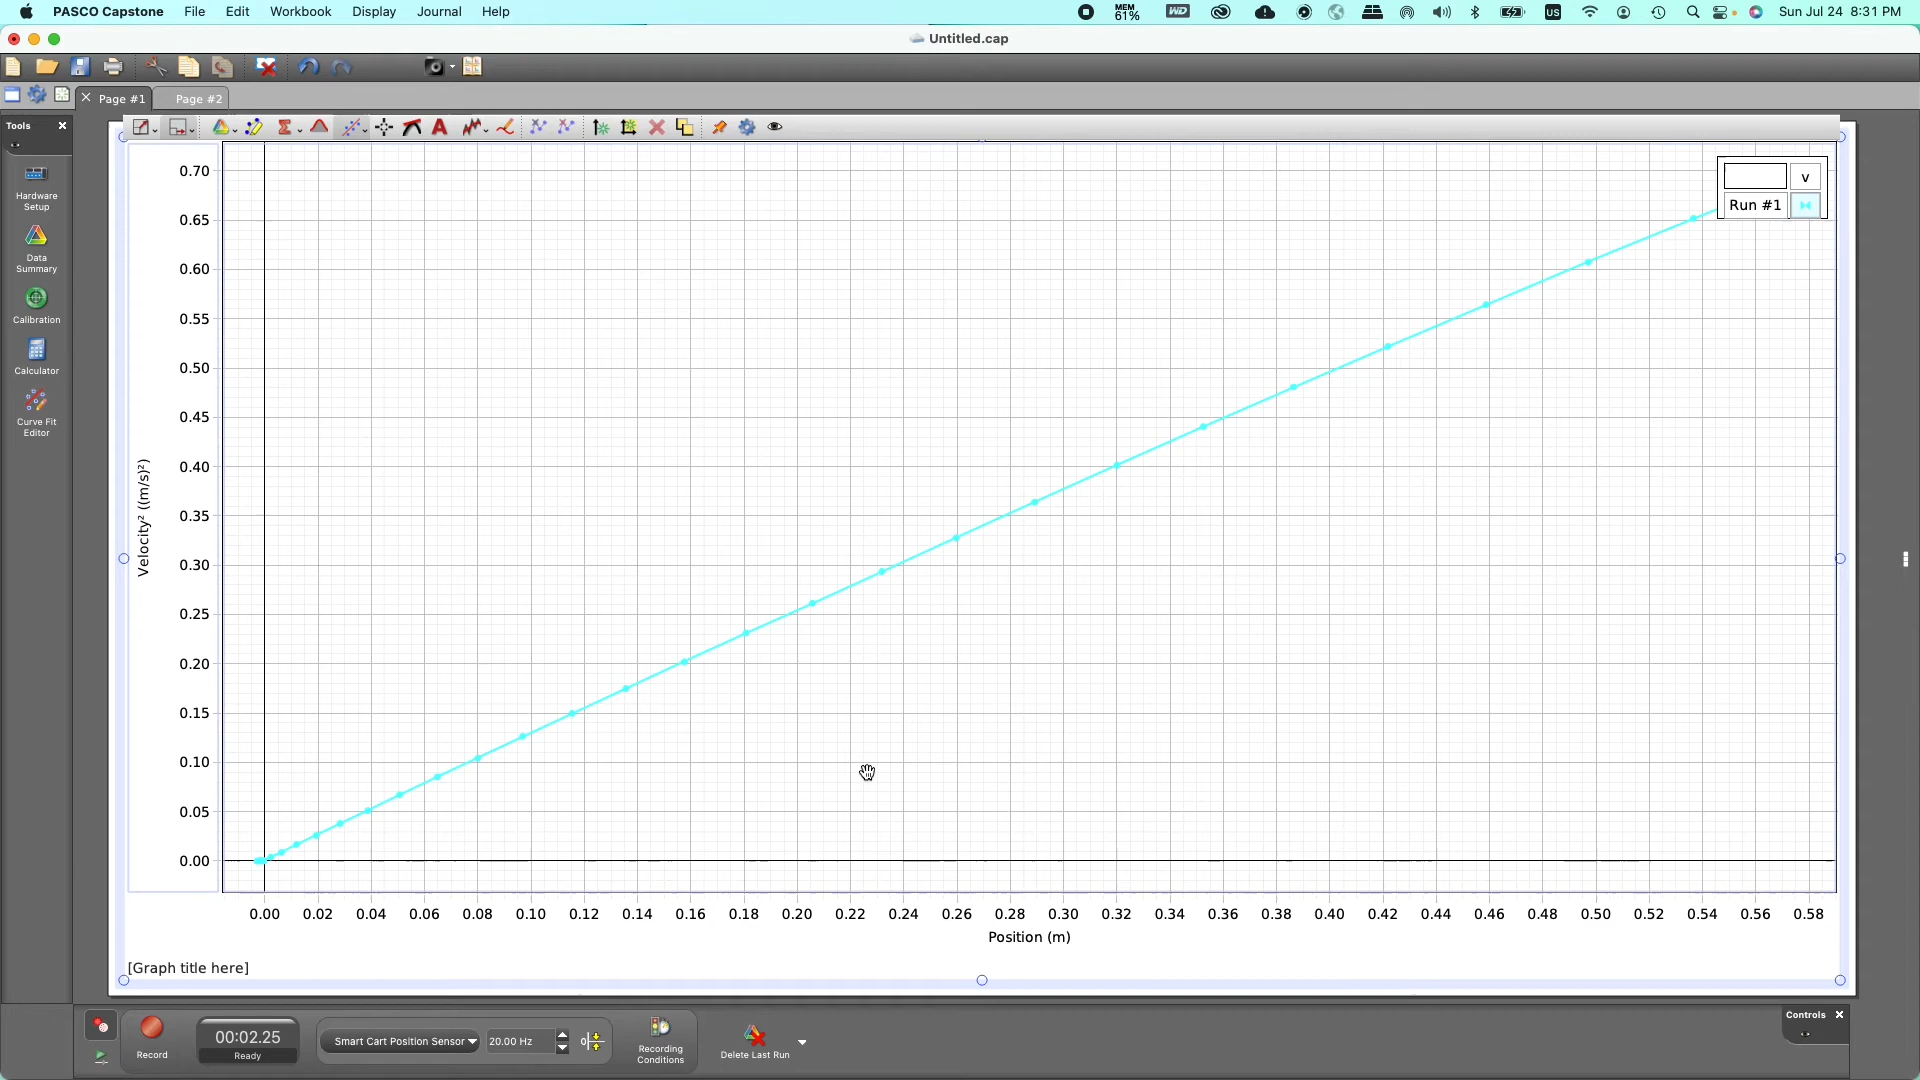 PASCO Capstone File Edit Workbook Display Journal Help MEM 61% WD US Sun Jul 24 8:31 PM
Untitled.cap
Page #1 Page #2
Tools
Hardware Setup
Data Summary
Calibration
Calculator
Curve Fit Editor
v
Run #1
0.70
0.65
0.60
0.55
0.50
0.45
0.40
0.35
0.30
0.25
0.20
0.15
0.10
0.05
0.00
Velocity² ((m/s)²)
0.00 0.02 0.04 0.06 0.08 0.10 0.12 0.14 0.16 0.18 0.20 0.22 0.24 0.26 0.28 0.30 0.32 0.34 0.36 0.38 0.40 0.42 0.44 0.46 0.48 0.50 0.52 0.54 0.56 0.58
Position (m)
[Graph title here]
Controls
Record
00:02.25
Ready
Smart Cart Position Sensor 20.00 Hz
0
Recording Conditions
Delete Last Run